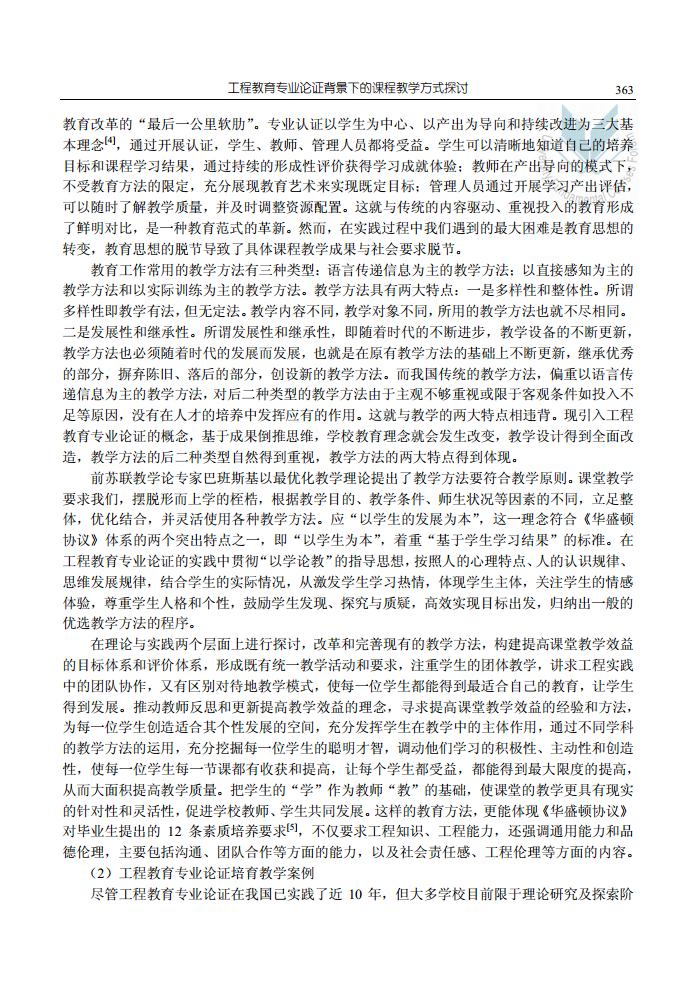 工程教育专业论证背景下的课程教学方式探讨 363
教育改革的“最后一公里软肋”。专业认证以学生为中心、以产出为导向和持续改进为三大基
本理念[4]，通过开展认证，学生、教师、管理人员都将受益。学生可以清晰地知道自己的培养
目标和课程学习结果，通过持续的形成性评价获得学习成就体验；教师在产出导向的模式下，
不受教育方法的限定，充分展现教育艺术来实现既定目标；管理人员通过开展学习产出评估，
可以随时了解教学质量，并及时调整资源配置。这就与传统的内容驱动、重视投入的教育形成
了鲜明对比，是一种教育范式的革新。然而，在实践过程中我们遇到的最大困难是教育思想的
转变，教育思想的脱节导致了具体课程教学成果与社会要求脱节。
教育工作常用的教学方法有三种类型：语言传递信息为主的教学方法；以直接感知为主的
教学方法和以实际训练为主的教学方法。教学方法具有两大特点：一是多样性和整体性。所谓
多样性即教学有法，但无定法。教学内容不同，教学对象不同，所用的教学方法也就不尽相同。
二是发展性和继承性。所谓发展性和继承性，即随着时代的不断进步，教学设备的不断更新，
教学方法也必须随着时代的发展而发展，也就是在原有教学方法的基础上不断更新，继承优秀
的部分，摒弃陈旧、落后的部分，创设新的教学方法。而我国传统的教学方法，偏重以语言传
递信息为主的教学方法，对后二种类型的教学方法由于主观不够重视或限于客观条件如投入不
足等原因，没有在人才的培养中发挥应有的作用。这就与教学的两大特点相违背。现引入工程
教育专业论证的概念，基于成果倒推思维，学校教育理念就会发生改变，教学设计得到全面改
造，教学方法的后二种类型自然得到重视，教学方法的两大特点得到体现。
前苏联教学论专家巴班斯基以最优化教学理论提出了教学方法要符合教学原则。课堂教学
要求我们，摆脱形而上学的桎梏，根据教学目的、教学条件、师生状况等因素的不同，立足整
体，优化结合，并灵活使用各种教学方法。应“以学生的发展为本”，这一理念符合《华盛顿
协议》体系的两个突出特点之一，即“以学生为本”，着重“基于学生学习结果”的标准。在
工程教育专业论证的实践中贯彻“以学论教”的指导思想，按照人的心理特点、人的认识规律、
思维发展规律，结合学生的实际情况，从激发学生学习热情，体现学生主体，关注学生的情感
体验，尊重学生人格和个性，鼓励学生发现、探究与质疑，高效实现目标出发，归纳出一般的
优选教学方法的程序。
在理论与实践两个层面上进行探讨，改革和完善现有的教学方法，构建提高课堂教学效益
的目标体系和评价体系，形成既有统一教学活动和要求，注重学生的团体教学，讲求工程实践
中的团队协作，又有区别对待地教学模式，使每一位学生都能得到最适合自己的教育，让学生
得到发展。推动教师反思和更新提高教学效益的理念，寻求提高课堂教学效益的经验和方法，
为每一位学生创造适合其个性发展的空间，充分发挥学生在教学中的主体作用，通过不同学科
的教学方法的运用，充分挖掘每一位学生的聪明才智，调动他们学习的积极性、主动性和创造
性，使每一位学生每一节课都有收获和提高，让每个学生都受益，都能得到最大限度的提高，
从而大面积提高教学质量。把学生的“学”作为教师“教”的基础，使课堂的教学更具有现实
的针对性和灵活性，促进学校教师、学生共同发展。这样的教育方法，更能体现《华盛顿协议》
对毕业生提出的 12 条素质培养要求[5]，不仅要求工程知识、工程能力，还强调通用能力和品
德伦理，主要包括沟通、团队合作等方面的能力，以及社会责任感、工程伦理等方面的内容。
（2）工程教育专业论证培育教学案例
尽管工程教育专业论证在我国已实践了近 10 年，但大多学校目前限于理论研究及探索阶